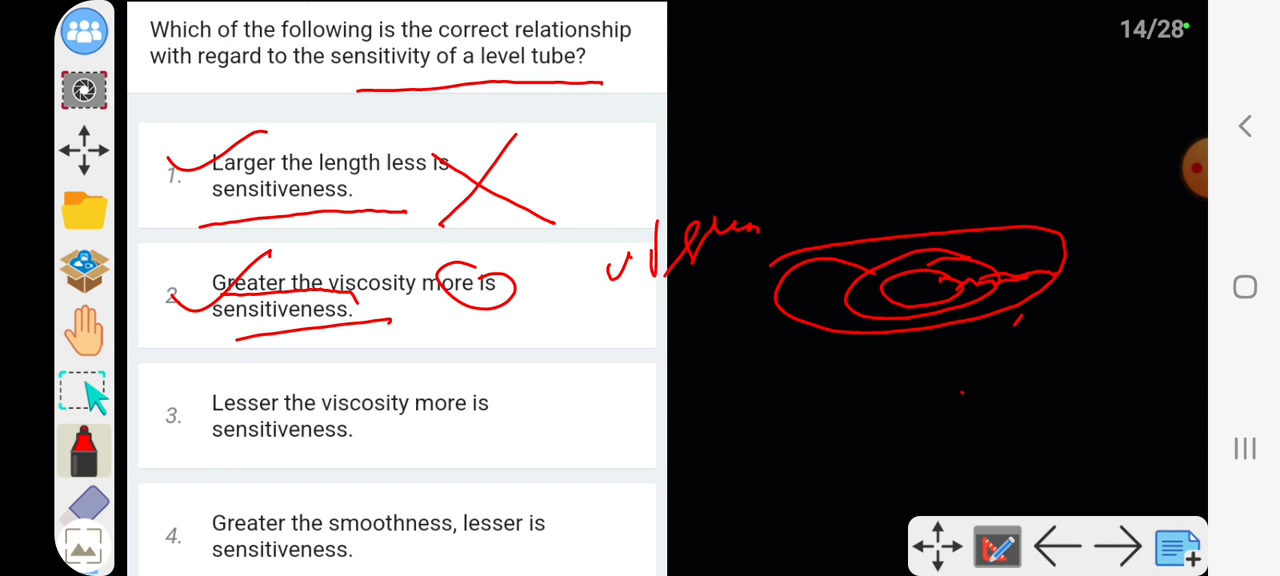 Which of the following is the correct relationship
with regard to the sensitivity of a level tube?
14/28
1. Larger the length less is
sensitiveness.
2. Greater the viscosity more is
sensitiveness.
3. Lesser the viscosity more is
sensitiveness.
4. Greater the smoothness, lesser is
sensitiveness.